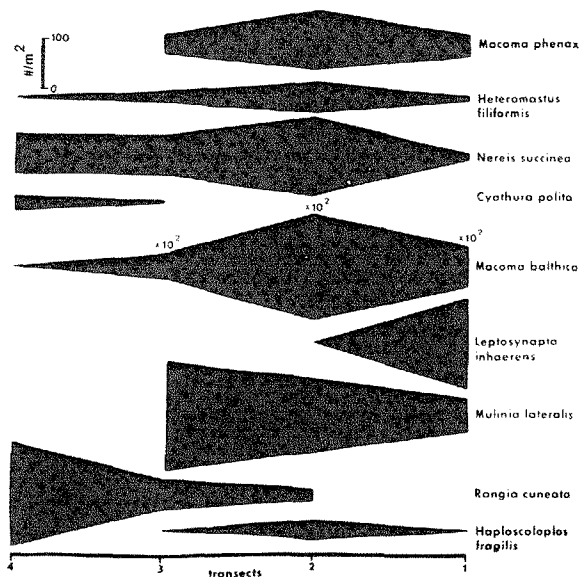 100
#/m2
0
Macoma phenax
Heteromastus
filiformis
Nereis succinea
Cyathura polita
x102
x102
x102
Macoma balthica
Leptosynapta
inhaerens
Mulinia lateralis
Rangia cuneata
Haploscoloplos
fragilis
4 3 2 1
transects